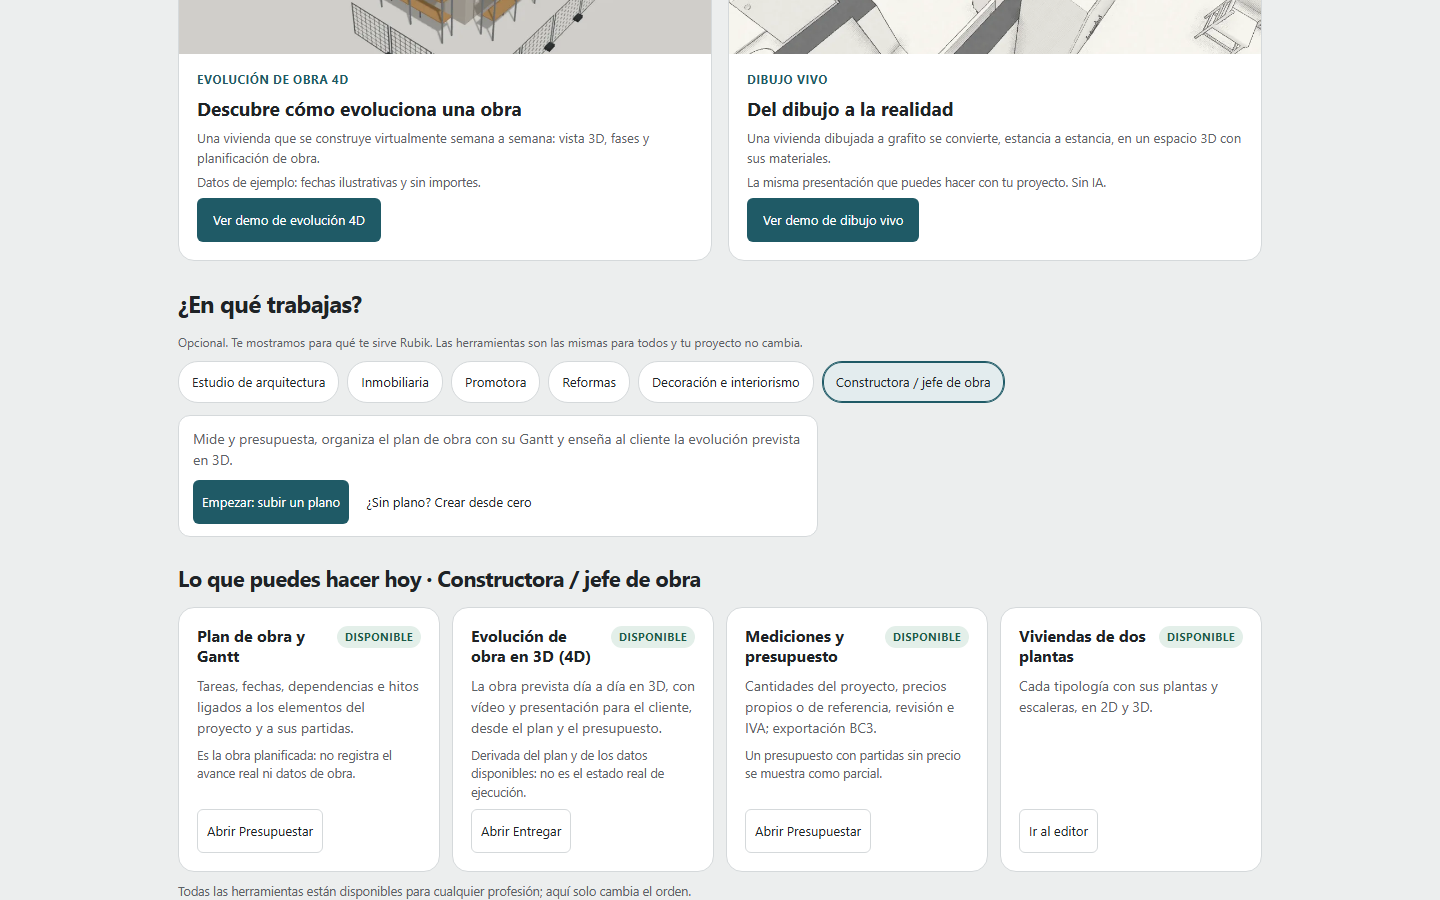 EVOLUCIÓN DE OBRA 4D
Descubre cómo evoluciona una obra
Una vivienda que se construye virtualmente semana a semana: vista 3D, fases y
planificación de obra.
Datos de ejemplo: fechas ilustrativas y sin importes.
Ver demo de evolución 4D
DIBUJO VIVO
Del dibujo a la realidad
Una vivienda dibujada a grafito se convierte, estancia a estancia, en un espacio 3D con
sus materiales.
La misma presentación que puedes hacer con tu proyecto. Sin IA.
Ver demo de dibujo vivo
¿En qué trabajas?
Opcional. Te mostramos para qué te sirve Rubik. Las herramientas son las mismas para todos y tu proyecto no cambia.
Estudio de arquitectura
Inmobiliaria
Promotora
Reformas
Decoración e interiorismo
Constructora / jefe de obra
Mide y presupuesta, organiza el plan de obra con su Gantt y enseña al cliente la evolución prevista
en 3D.
Empezar: subir un plano
¿Sin plano? Crear desde cero
Lo que puedes hacer hoy · Constructora / jefe de obra
Plan de obra y
Gantt
DISPONIBLE
Tareas, fechas, dependencias e hitos
ligados a los elementos del
proyecto y a sus partidas.
Es la obra planificada: no registra el
avance real ni datos de obra.
Abrir Presupuestar
Evolución de
obra en 3D (4D)
DISPONIBLE
La obra prevista día a día en 3D, con
vídeo y presentación para el cliente,
desde el plan y el presupuesto.
Derivada del plan y de los datos
disponibles: no es el estado real de
ejecución.
Abrir Entregar
Mediciones y
presupuesto
DISPONIBLE
Cantidades del proyecto, precios
propios o de referencia, revisión e
IVA; exportación BC3.
Un presupuesto con partidas sin precio
se muestra como parcial.
Abrir Presupuestar
Viviendas de dos
plantas
DISPONIBLE
Cada tipología con sus plantas y
escaleras, en 2D y 3D.
Ir al editor
Todas las herramientas están disponibles para cualquier profesión; aquí solo cambia el orden.